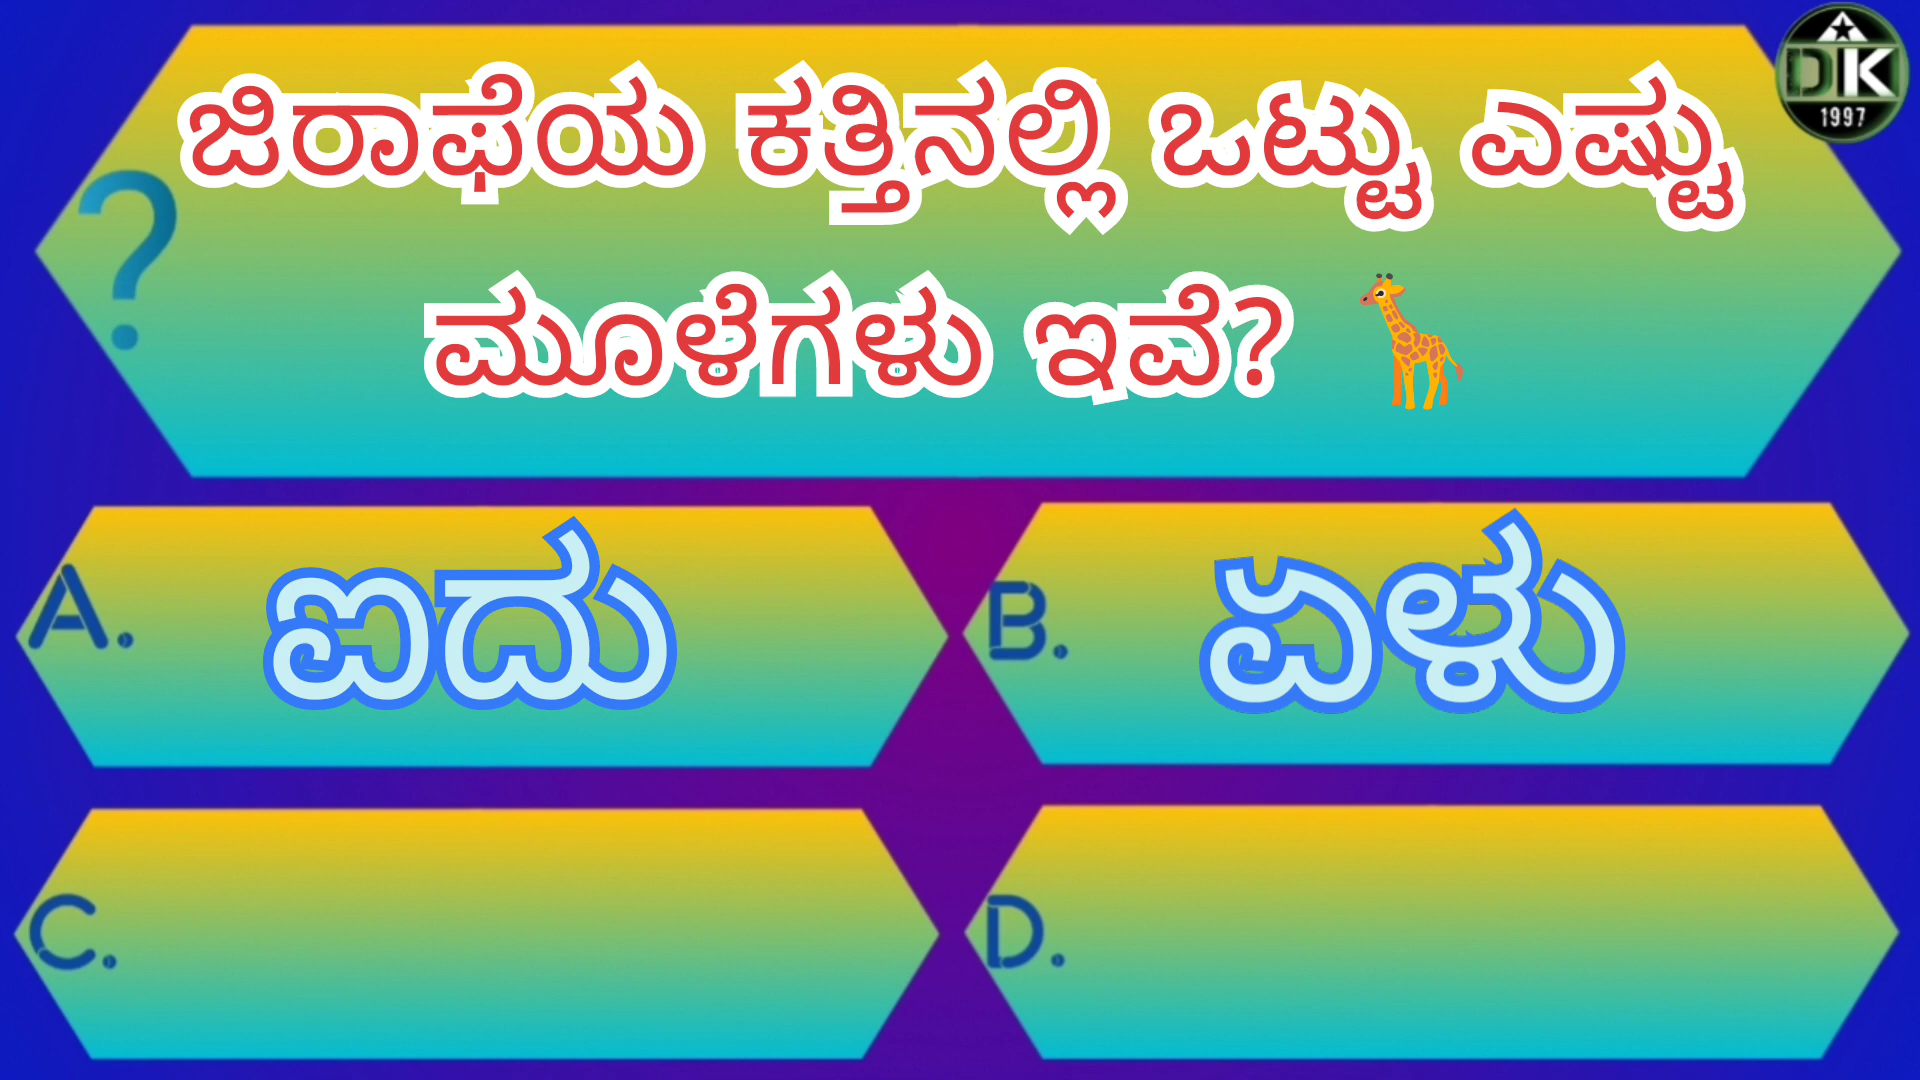 ಜಿರಾಫೆಯ ಕತ್ತಿನಲ್ಲಿ ಒಟ್ಟು ಎಷ್ಟು
ಮೂಳೆಗಳು ಇವೆ? 🦒
?
A. ಐದು
B. ಏಳು
C.
D.
DK
1997